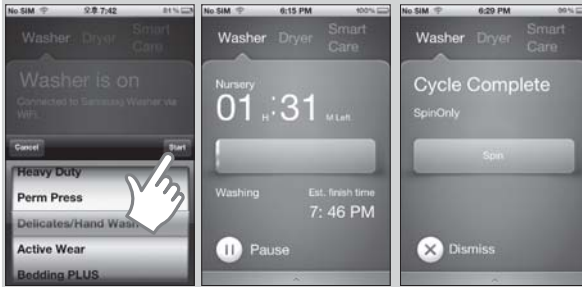 No SIM 오후 7:42 81%
Washer Dryer Smart Care
Washer is on
Connected to Samsung Washer via
WiFi.
Cancel Start
Heavy Duty
Perm Press
Delicates/Hand Wash
Active Wear
Bedding PLUS
No SIM 6:15 PM 100%
Washer Dryer Smart Care
Nursery
01 H : 31 M Left
Washing Est. finish time
7: 46 PM
Pause
No SIM 6:29 PM
Washer Dryer Smart Care
Cycle Complete
SpinOnly
Spin
Dismiss